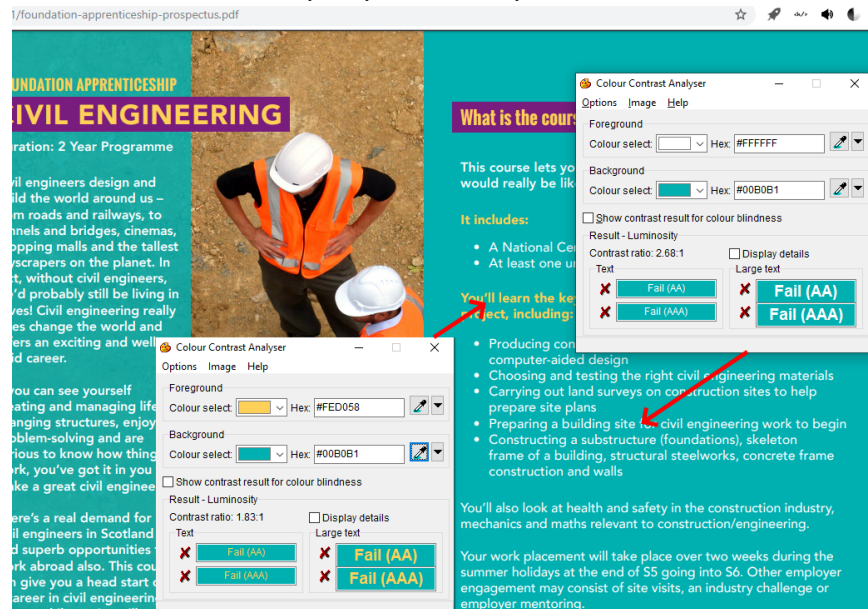 1/foundation-apprenticeship-prospectus.pdf
UNDATION APPRENTICESHIP
IVIL ENGINEERING
uration: 2 Year Programme
vil engineers design and
ild the world around us –
m roads and railways, to
nnels and bridges, cinemas,
opping malls and the tallest
yscrapers on the planet. In
ct, without civil engineers,
e'd probably still be living in
ves! Civil engineering really
es change the world and
ers an exciting and well
id career.
you can see yourself
eating and managing life
anging structures, enjoy
oblem-solving and are
rious to know how thing
ork, you've got it in you
ake a great civil enginee
ere's a real demand for
il engineers in Scotland
d superb opportunities
ork abroad also. This cou
n give you a head start
areer in civil engineering
What is the cours
This course lets yo
would really be lik
It includes:
A National Cer
At least one un
You'll learn the key
project, including:
Producing con
computer-aided design
Choosing and testing the right civil engineering materials
Carrying out land surveys on construction sites to help
prepare site plans
Preparing a building site for civil engineering work to begin
Constructing a substructure (foundations), skeleton
frame of a building, structural steelworks, concrete frame
construction and walls
You'll also look at health and safety in the construction industry,
mechanics and maths relevant to construction/engineering.
Your work placement will take place over two weeks during the
summer holidays at the end of S5 going into S6. Other employer
engagement may consist of site visits, an industry challenge or
employer mentoring.
Colour Contrast Analyser
Options Image Help
Foreground
Colour select: Hex: #FFFFFF
Background
Colour select: Hex: #00B0B1
Show contrast result for colour blindness
Result - Luminosity
Contrast ratio: 2.68:1 Display details
Text Large text
Fail (AA) Fail (AA)
Fail (AAA) Fail (AAA)
Colour Contrast Analyser
Options Image Help
Foreground
Colour select: Hex: #FED058
Background
Colour select: Hex: #00B0B1
Show contrast result for colour blindness
Result - Luminosity
Contrast ratio: 1.83:1 Display details
Text Large text
Fail (AA) Fail (AA)
Fail (AAA) Fail (AAA)